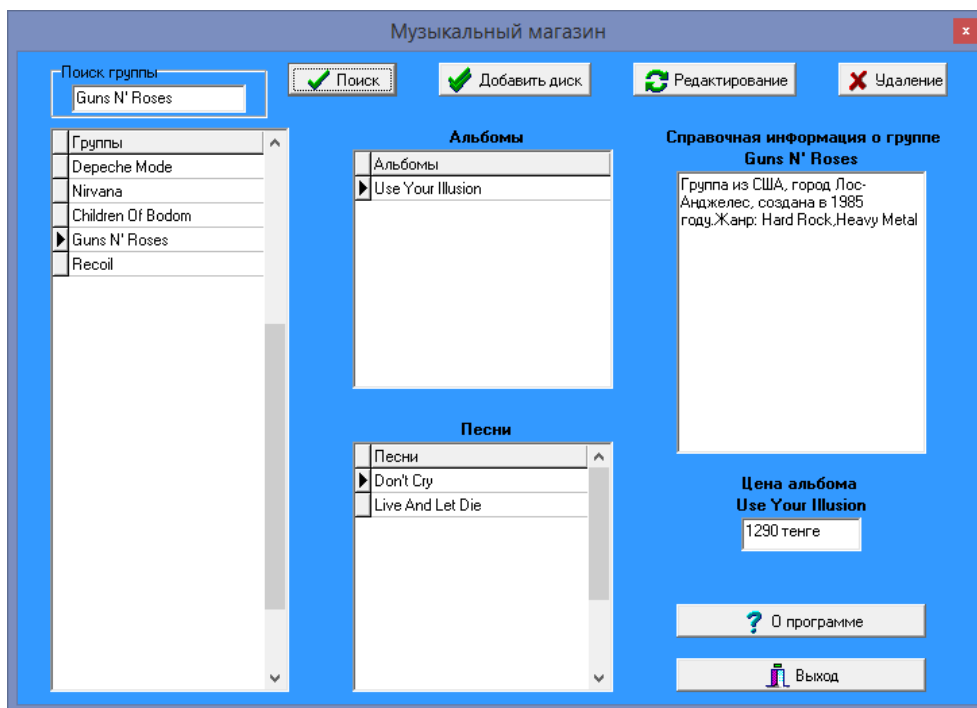 Музыкальный магазин
Поиск группы
Guns N' Roses
Поиск
Добавить диск
Редактирование
Удаление
Группы
Depeche Mode
Nirvana
Children Of Bodom
Guns N' Roses
Recoil
Альбомы
Альбомы
Use Your Illusion
Песни
Песни
Don't Cry
Live And Let Die
Справочная информация о группе
Guns N' Roses
Группа из США, город Лос-
Анджелес, создана в 1985
году.Жанр: Hard Rock,Heavy Metal
Цена альбома
Use Your Illusion
1290 тенге
? О программе
Выход